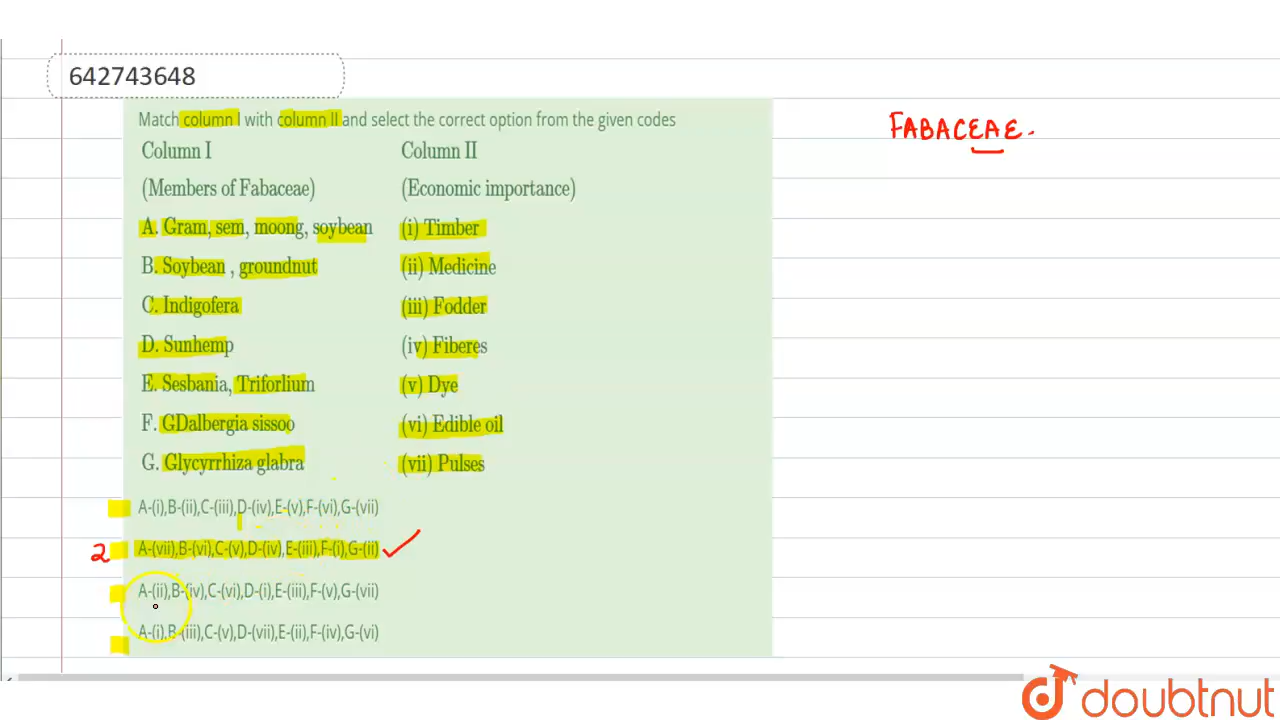 642743648
FABACEAE.
Match column I with column II and select the correct option from the given codes
Column I Column II
(Members of Fabaceae) (Economic importance)
A. Gram, sem, moong, soybean (i) Timber
B. Soybean , groundnut (ii) Medicine
C. Indigofera (iii) Fodder
D. Sunhemp (iv) Fiberes
E. Sesbania, Triforlium (v) Dye
F. GDalbergia sissoo (vi) Edible oil
G. Glycyrrhiza glabra (vii) Pulses
A-(i),B-(ii),C-(iii),D-(iv),E-(v),F-(vi),G-(vii)
2 A-(vii),B-(vi),C-(v),D-(iv),E-(iii),F-(i),G-(ii)
A-(ii),B-(iv),C-(vi),D-(i),E-(iii),F-(v),G-(vii)
A-(i),B-(iii),C-(v),D-(vii),E-(ii),F-(iv),G-(vi)
doubtnut